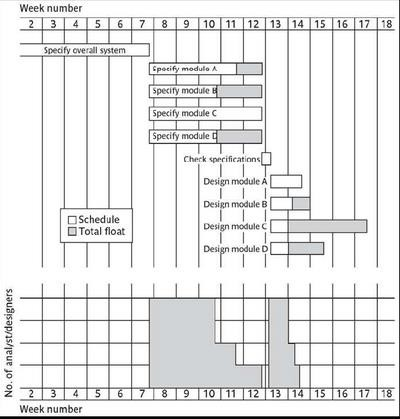 Week number
2 3 4 5 6 7 8 9 10 11 12 13 14 15 16 17 18
Specify overall system
Specify module A
Specify module B
Specify module C
Specify module D
Check specifications
Design module A
Design module B
Design module C
Design module D
Schedule
Total float
No. of analyst/designers
2 3 4 5 6 7 8 9 10 11 12 13 14 15 16 17 18
Week number